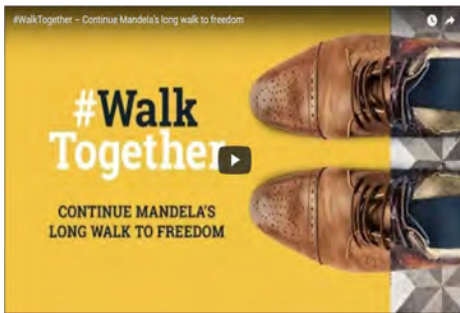 #WalkTogether – Continue Mandela's long walk to freedom
#Walk
Together
CONTINUE MANDELA'S
LONG WALK TO FREEDOM